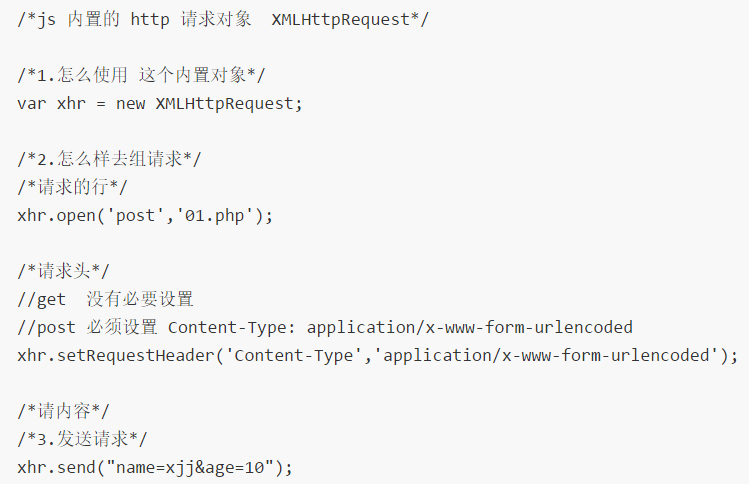 /*js 内置的 http 请求对象  XMLHttpRequest*/
/*1.怎么使用 这个内置对象*/
var xhr = new XMLHttpRequest;
/*2.怎么样去组请求*/
/*请求的行*/
xhr.open('post','01.php');
/*请求头*/
//get  没有必要设置
//post 必须设置 Content-Type: application/x-www-form-urlencoded
xhr.setRequestHeader('Content-Type','application/x-www-form-urlencoded');
/*请内容*/
/*3.发送请求*/
xhr.send("name=xjj&age=10");